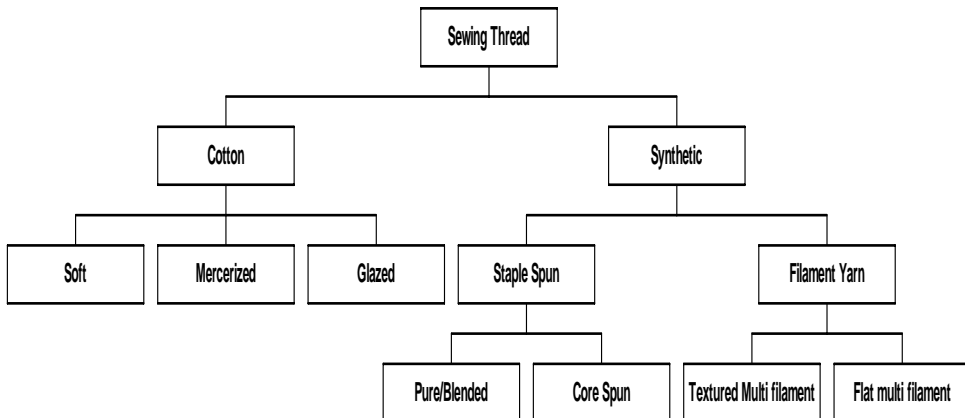 Sewing Thread
Cotton
Synthetic
Soft
Mercerized
Glazed
Staple Spun
Filament Yarn
Pure/Blended
Core Spun
Textured Multi filament
Flat multi filament